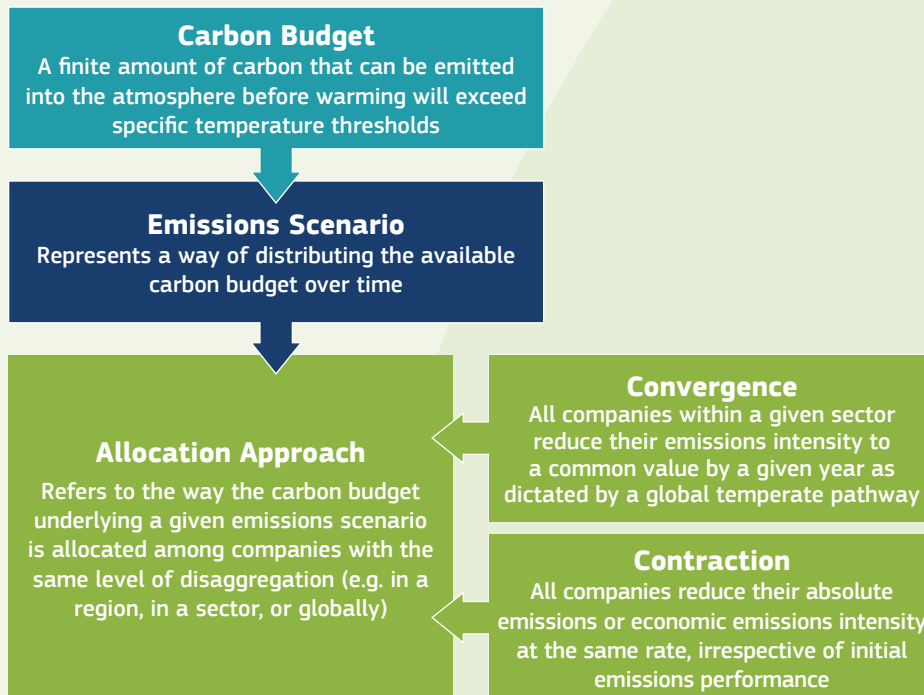 Carbon Budget
A finite amount of carbon that can be emitted
into the atmosphere before warming will exceed
specific temperature thresholds
Emissions Scenario
Represents a way of distributing the available
carbon budget over time
Allocation Approach
Refers to the way the carbon budget
underlying a given emissions scenario
is allocated among companies with the
same level of disaggregation (e.g. in a
region, in a sector, or globally)
Convergence
All companies within a given sector
reduce their emissions intensity to
a common value by a given year as
dictated by a global temperate pathway
Contraction
All companies reduce their absolute
emissions or economic emissions intensity
at the same rate, irrespective of initial
emissions performance